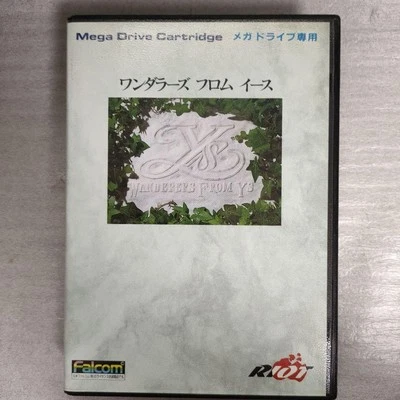 Mega Drive Cartridge メガドライブ専用
ワンダラーズ フロム イース
Ys
WANDERERS FROM YS
Falcom
RIOT